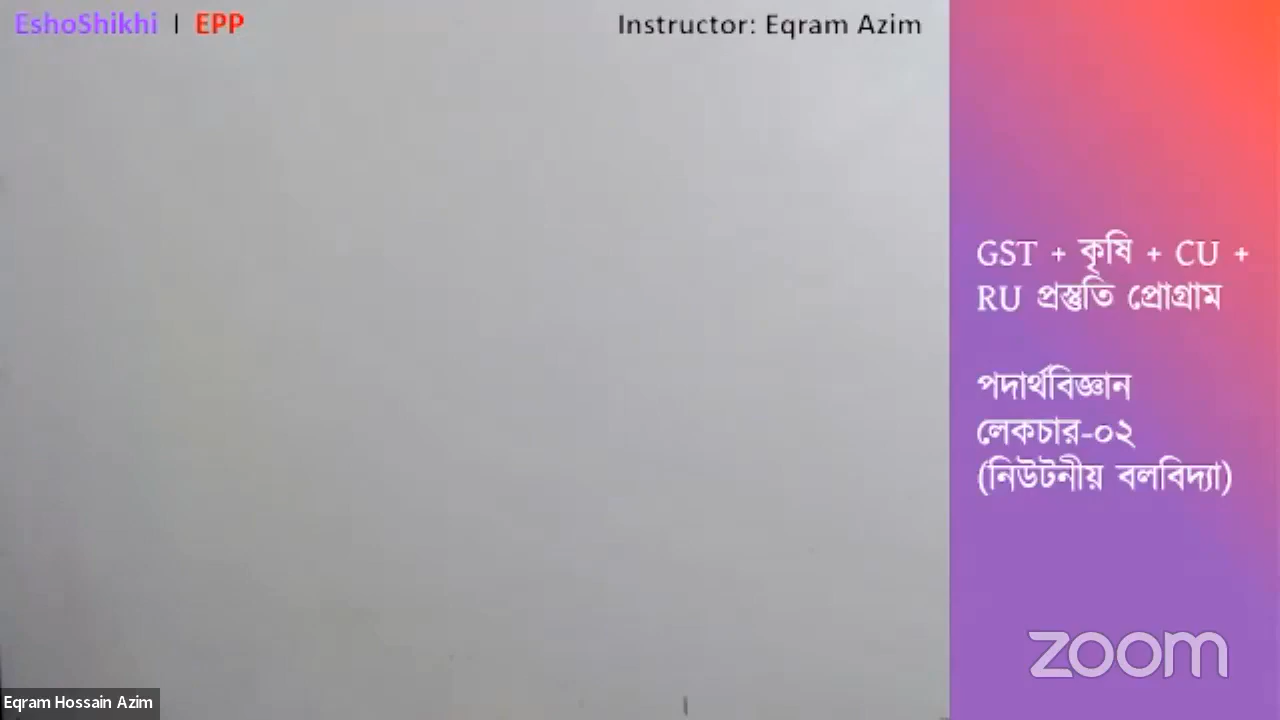 EshoShikhi | EPP
Instructor: Eqram Azim
GST + কৃষি + CU +
RU প্রস্তুতি প্রোগ্রাম
পদার্থবিজ্ঞান
লেকচার-০২
(নিউটনীয় বলবিদ্যা)
zoom
Eqram Hossain Azim